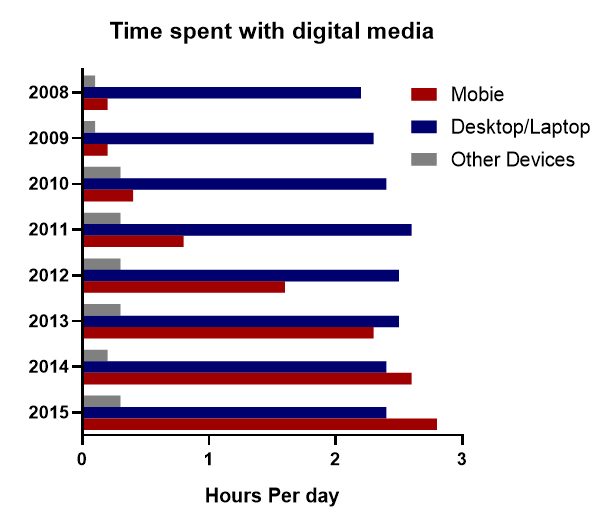 Time spent with digital media
Mobie
Desktop/Laptop
Other Devices
2008
2009
2010
2011
2012
2013
2014
2015
0 1 2 3
Hours Per day